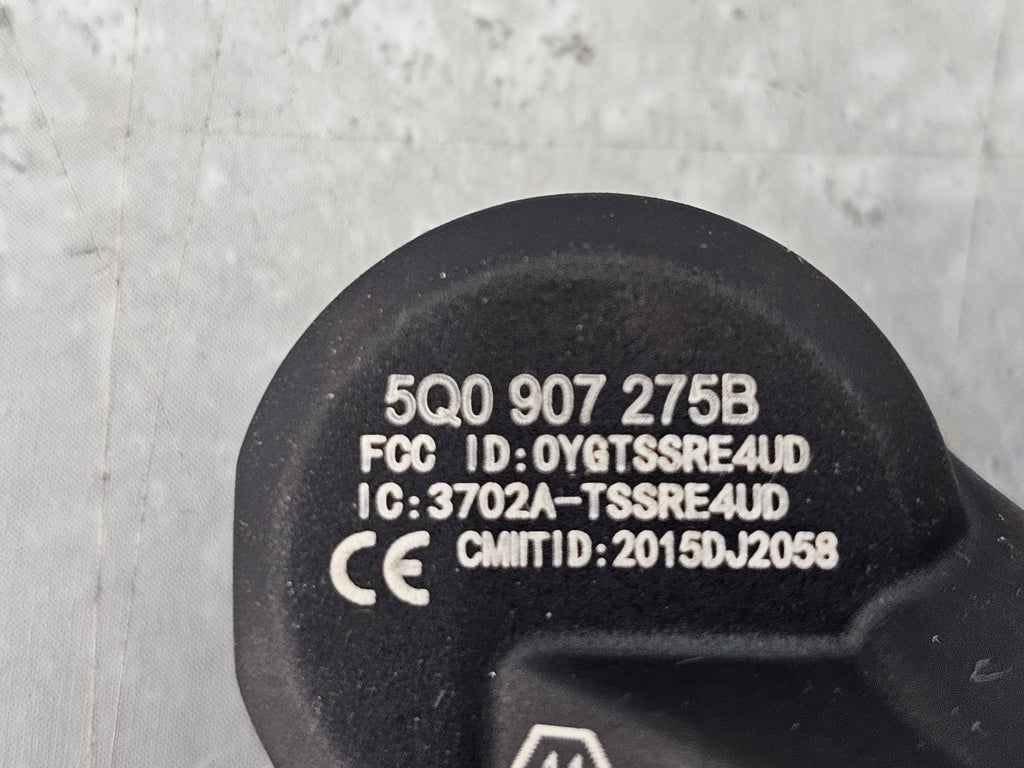 5Q0 907 275B
FCC ID:OYGTSSRE4UD
IC:3702A-TSSRE4UD
CE CMIITID:2015DJ2058